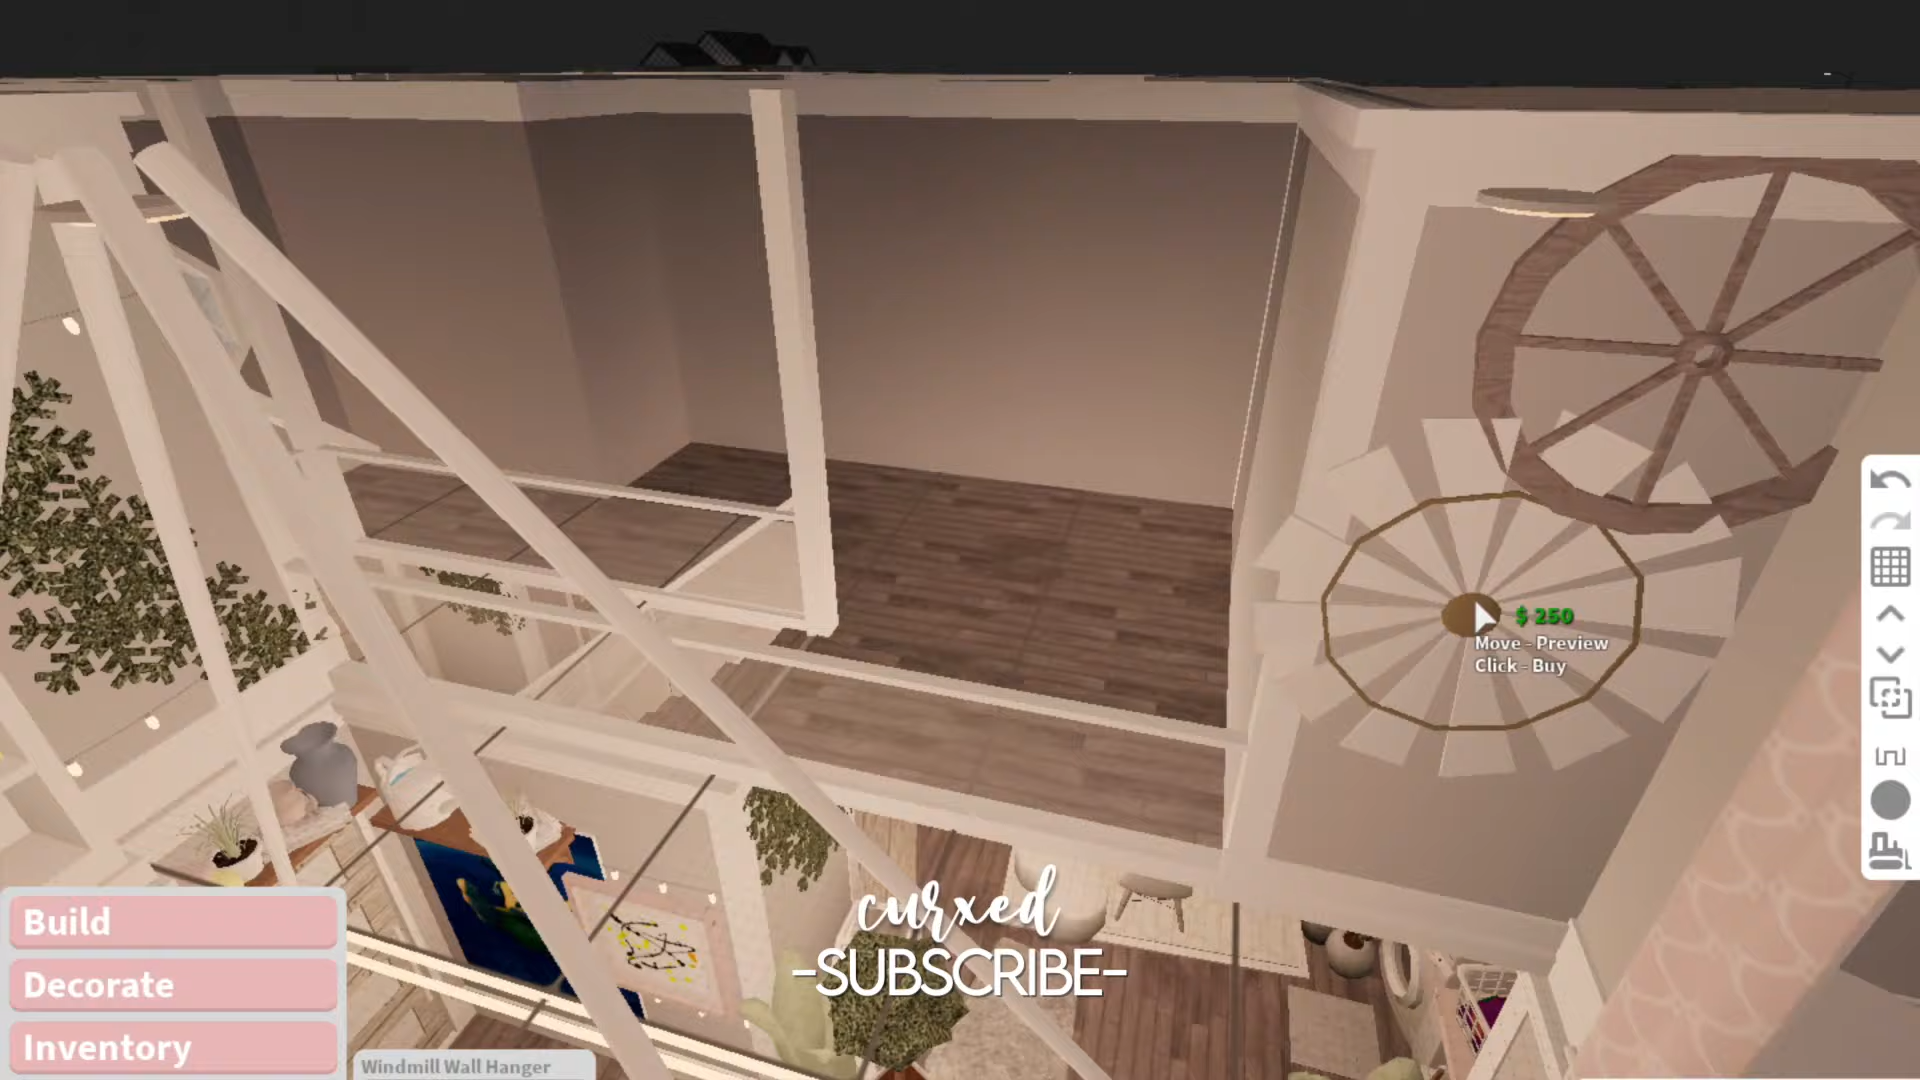 $ 250
Move - Preview
Click - Buy
curxed
-SUBSCRIBE-
Build
Decorate
Inventory
Windmill Wall Hanger